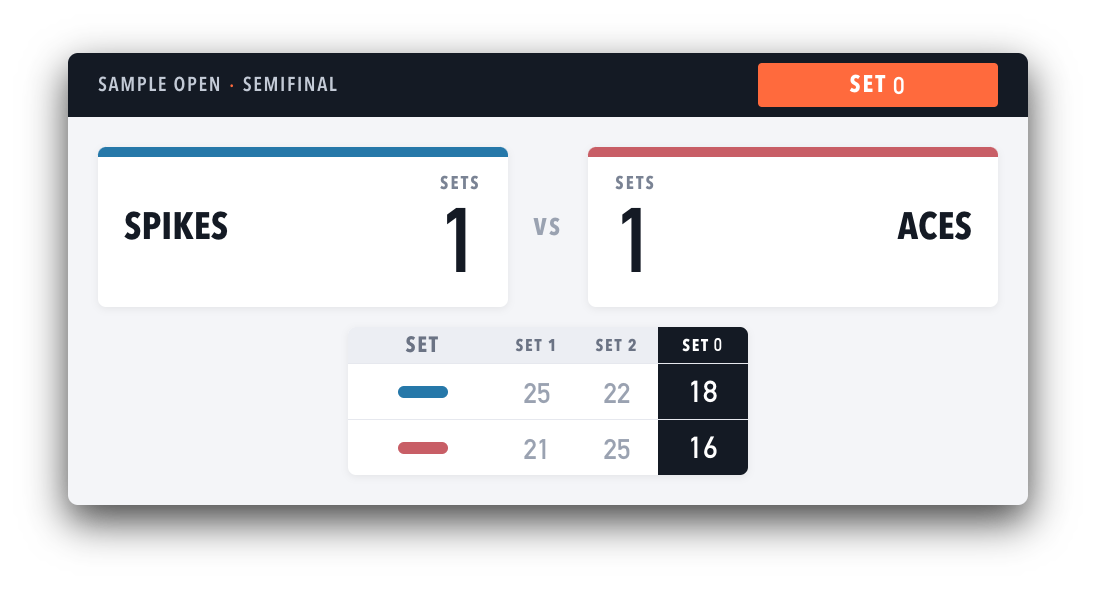 SAMPLE OPEN · SEMIFINAL
SET 0
SPIKES
SETS
1
VS
SETS
1
ACES
SET SET 1 SET 2 SET 0
25 22 18
21 25 16